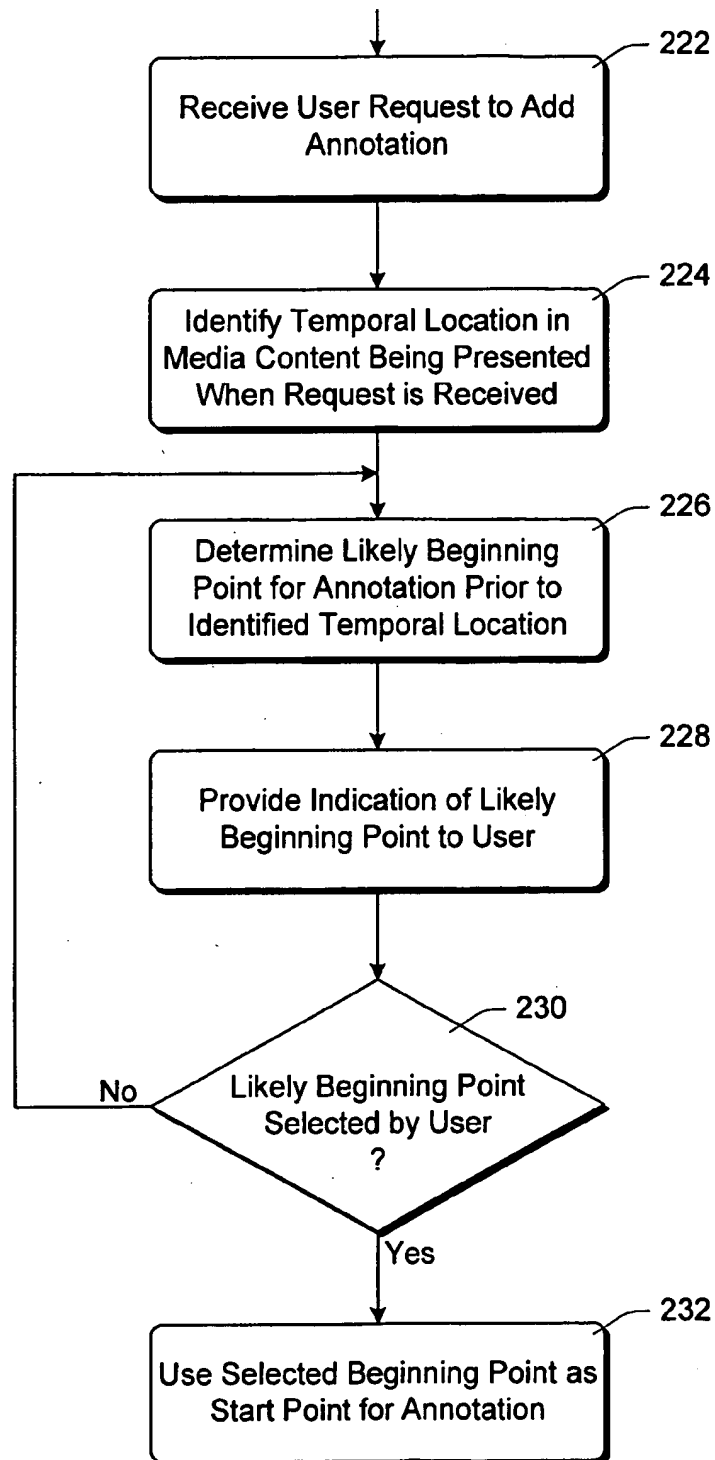 222
Receive User Request to Add
Annotation
224
Identify Temporal Location in
Media Content Being Presented
When Request is Received
226
Determine Likely Beginning
Point for Annotation Prior to
Identified Temporal Location
228
Provide Indication of Likely
Beginning Point to User
230
Likely Beginning Point
Selected by User
?
No
Yes
232
Use Selected Beginning Point as
Start Point for Annotation